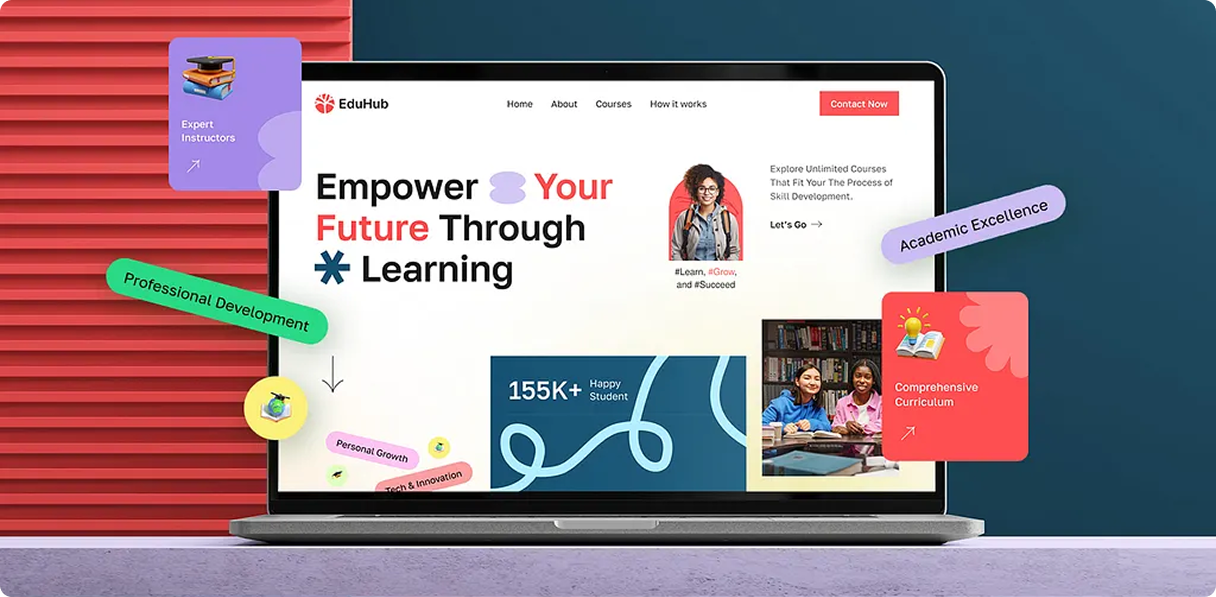 Expert
Instructors
EduHub
Home
About
Courses
How it works
Contact Now
Empower Your
Future Through
Learning
#Learn, #Grow,
and #Succeed
Explore Unlimited Courses
That Fit Your The Process of
Skill Development.
Let's Go
Academic Excellence
Professional Development
155K+
Happy
Student
Comprehensive
Curriculum
Personal Growth
Tech & Innovation